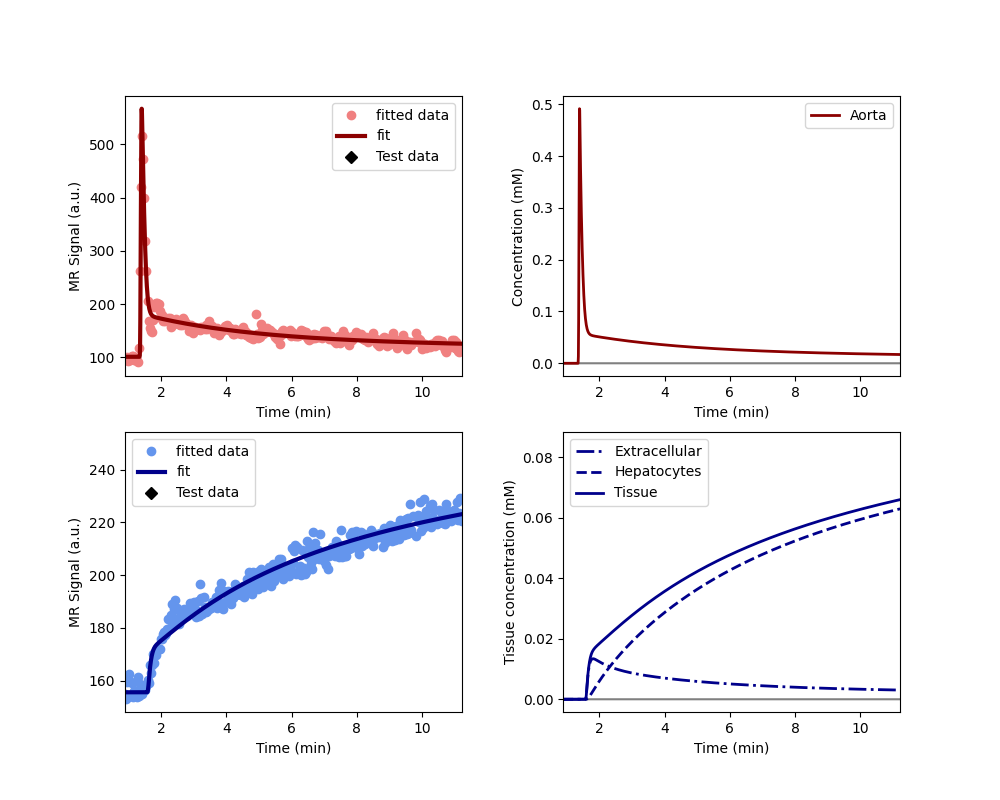 fitted data
fit
Test data
500
400
300
200
100
MR Signal (a.u.)
2 4 6 8 10
Time (min)
Aorta
0.5
0.4
0.3
0.2
0.1
0.0
Concentration (mM)
2 4 6 8 10
Time (min)
fitted data
fit
Test data
240
220
200
180
160
MR Signal (a.u.)
2 4 6 8 10
Time (min)
Extracellular
Hepatocytes
Tissue
0.08
0.06
0.04
0.02
0.00
Tissue concentration (mM)
2 4 6 8 10
Time (min)